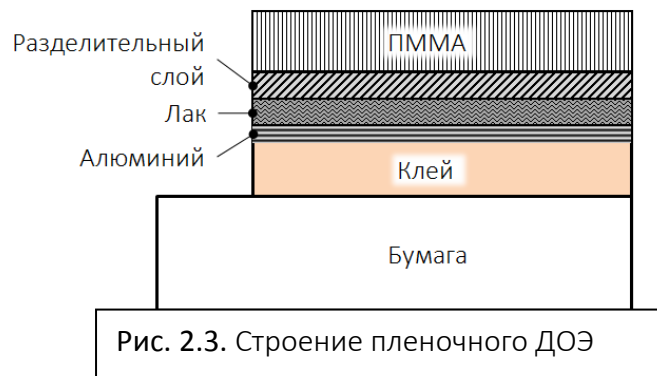 ПММА
Разделительный
слой
Лак
Алюминий
Клей
Бумага
Рис. 2.3. Строение пленочного ДОЭ